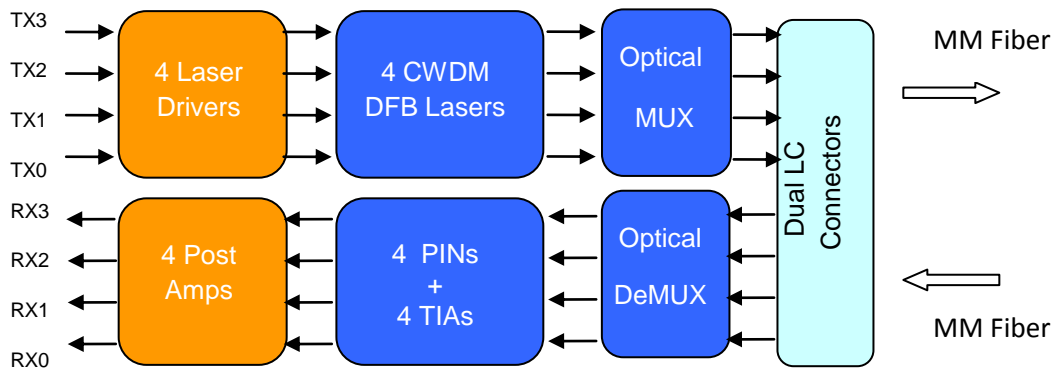 TX3
TX2
TX1
TX0
4 Laser
Drivers
4 CWDM
DFB Lasers
Optical
MUX
Dual LC
Connectors
MM Fiber
RX3
RX2
RX1
RX0
4 Post
Amps
4 PINs
+
4 TIAs
Optical
DeMUX
MM Fiber